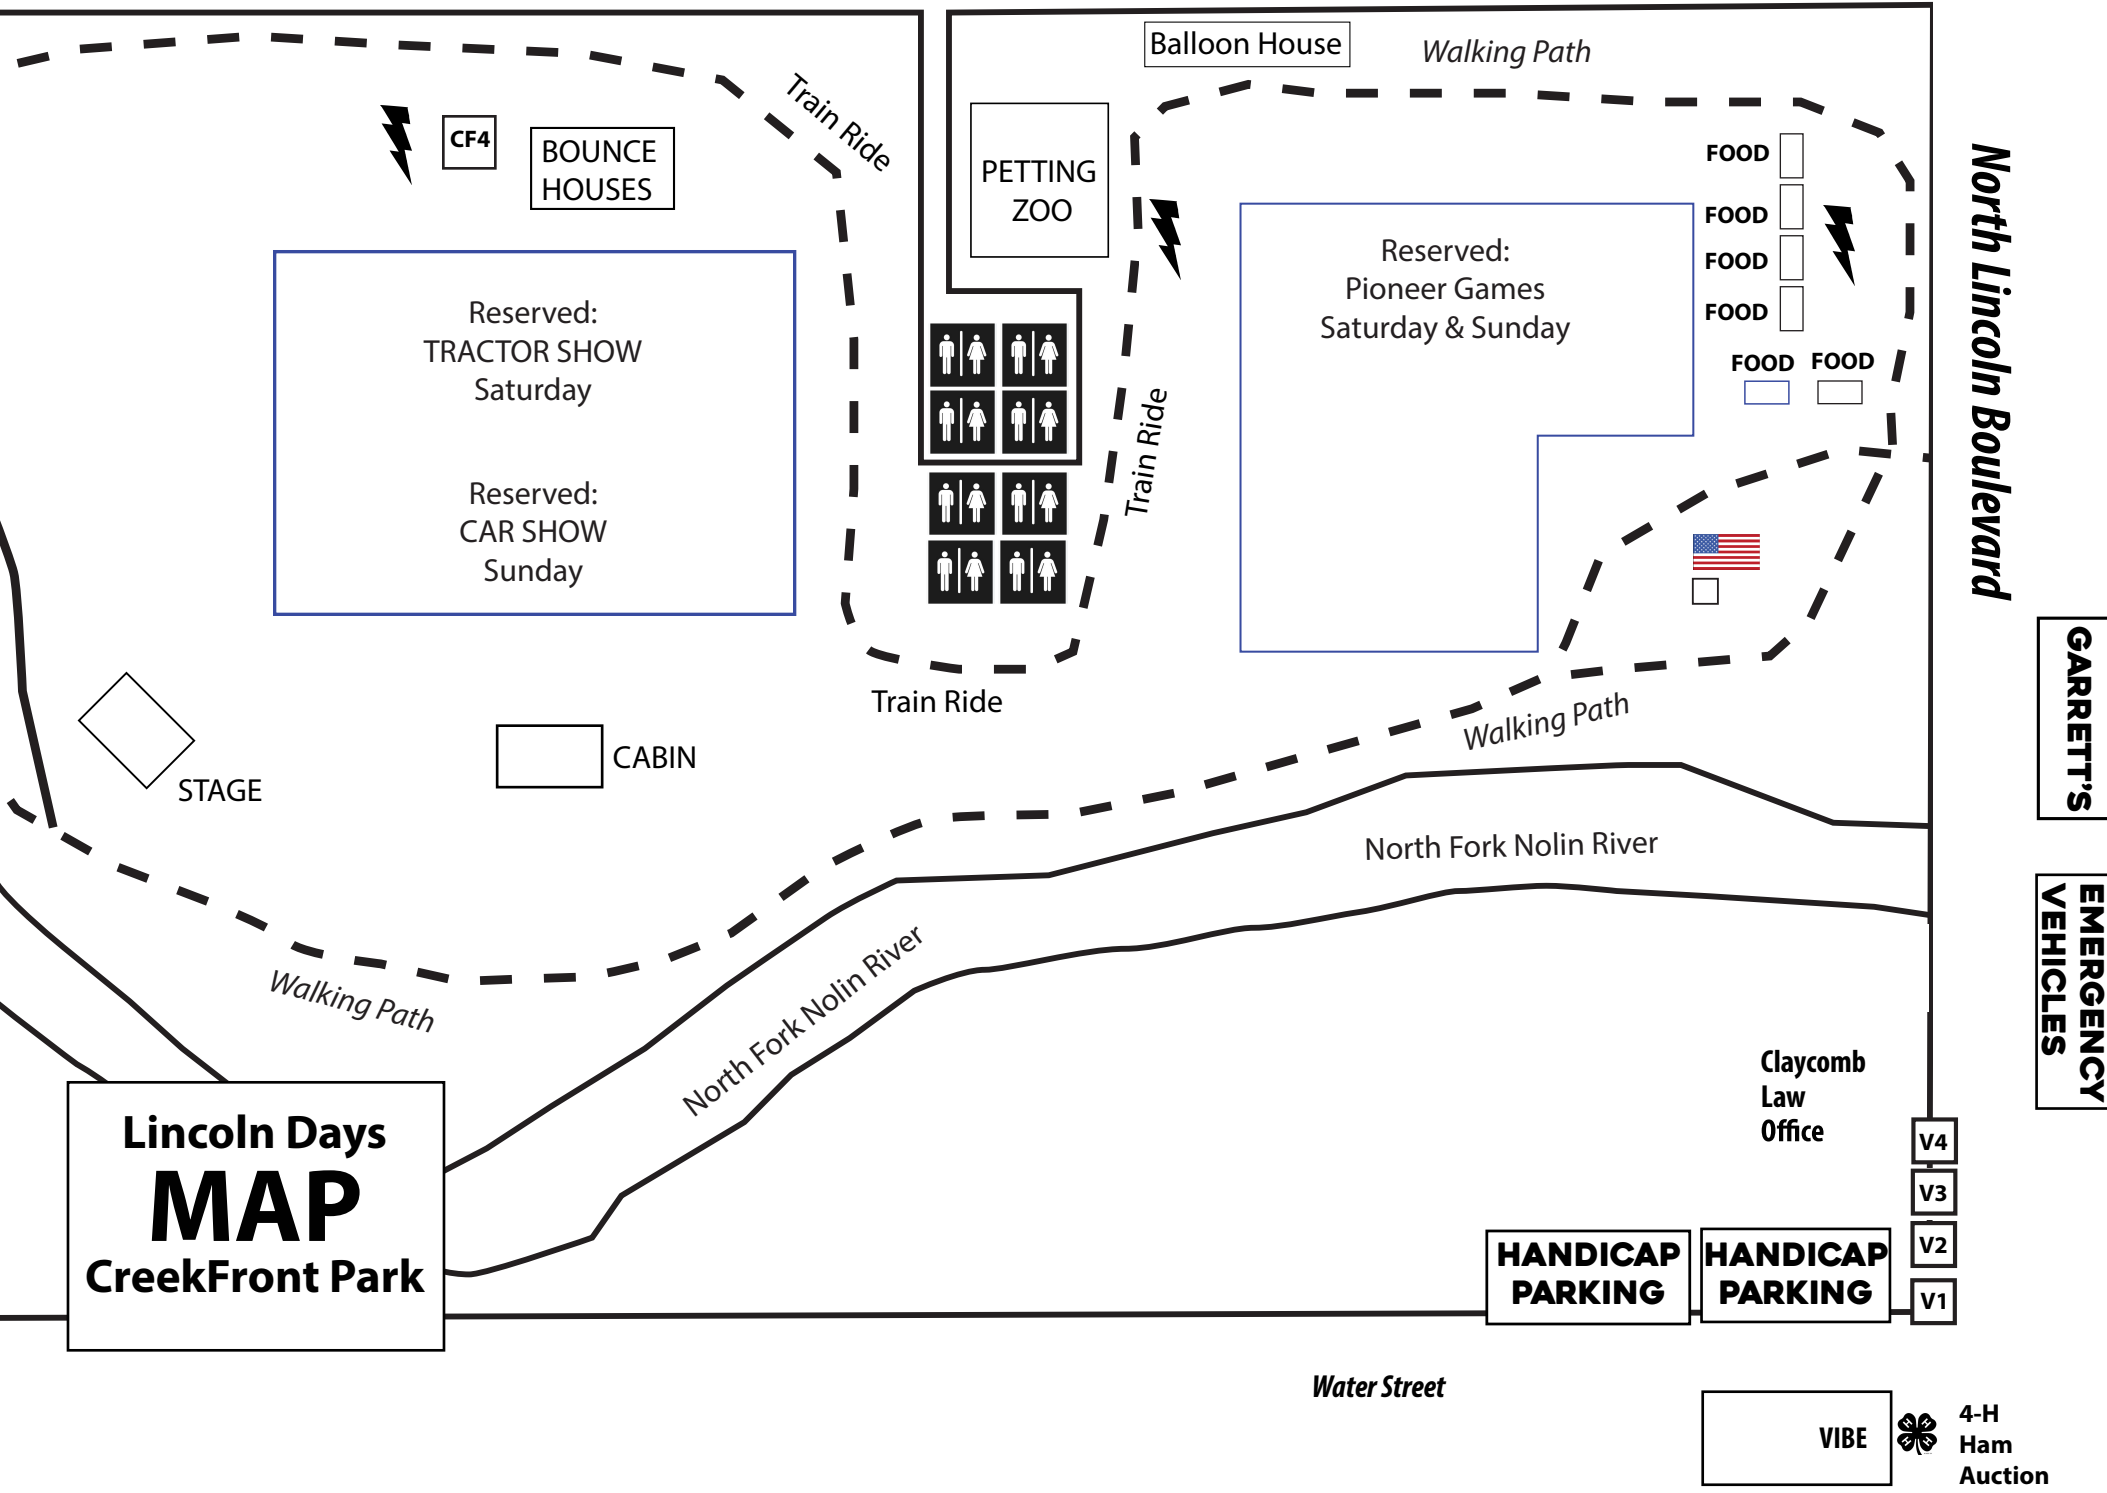 Balloon House
Walking Path
Train Ride
CF4
BOUNCE
HOUSES
PETTING
ZOO
FOOD
FOOD
FOOD
FOOD
FOOD
FOOD
North Lincoln Boulevard
Reserved:
TRACTOR SHOW
Saturday
Reserved:
CAR SHOW
Sunday
Reserved:
Pioneer Games
Saturday & Sunday
Train Ride
Train Ride
GARRETT'S
STAGE
CABIN
Walking Path
North Fork Nolin River
EMERGENCY
VEHICLES
Walking Path
North Fork Nolin River
Claycomb
Law
Office
V4
V3
V2
V1
Lincoln Days
MAP
CreekFront Park
HANDICAP
PARKING
HANDICAP
PARKING
Water Street
VIBE
4-H
Ham
Auction